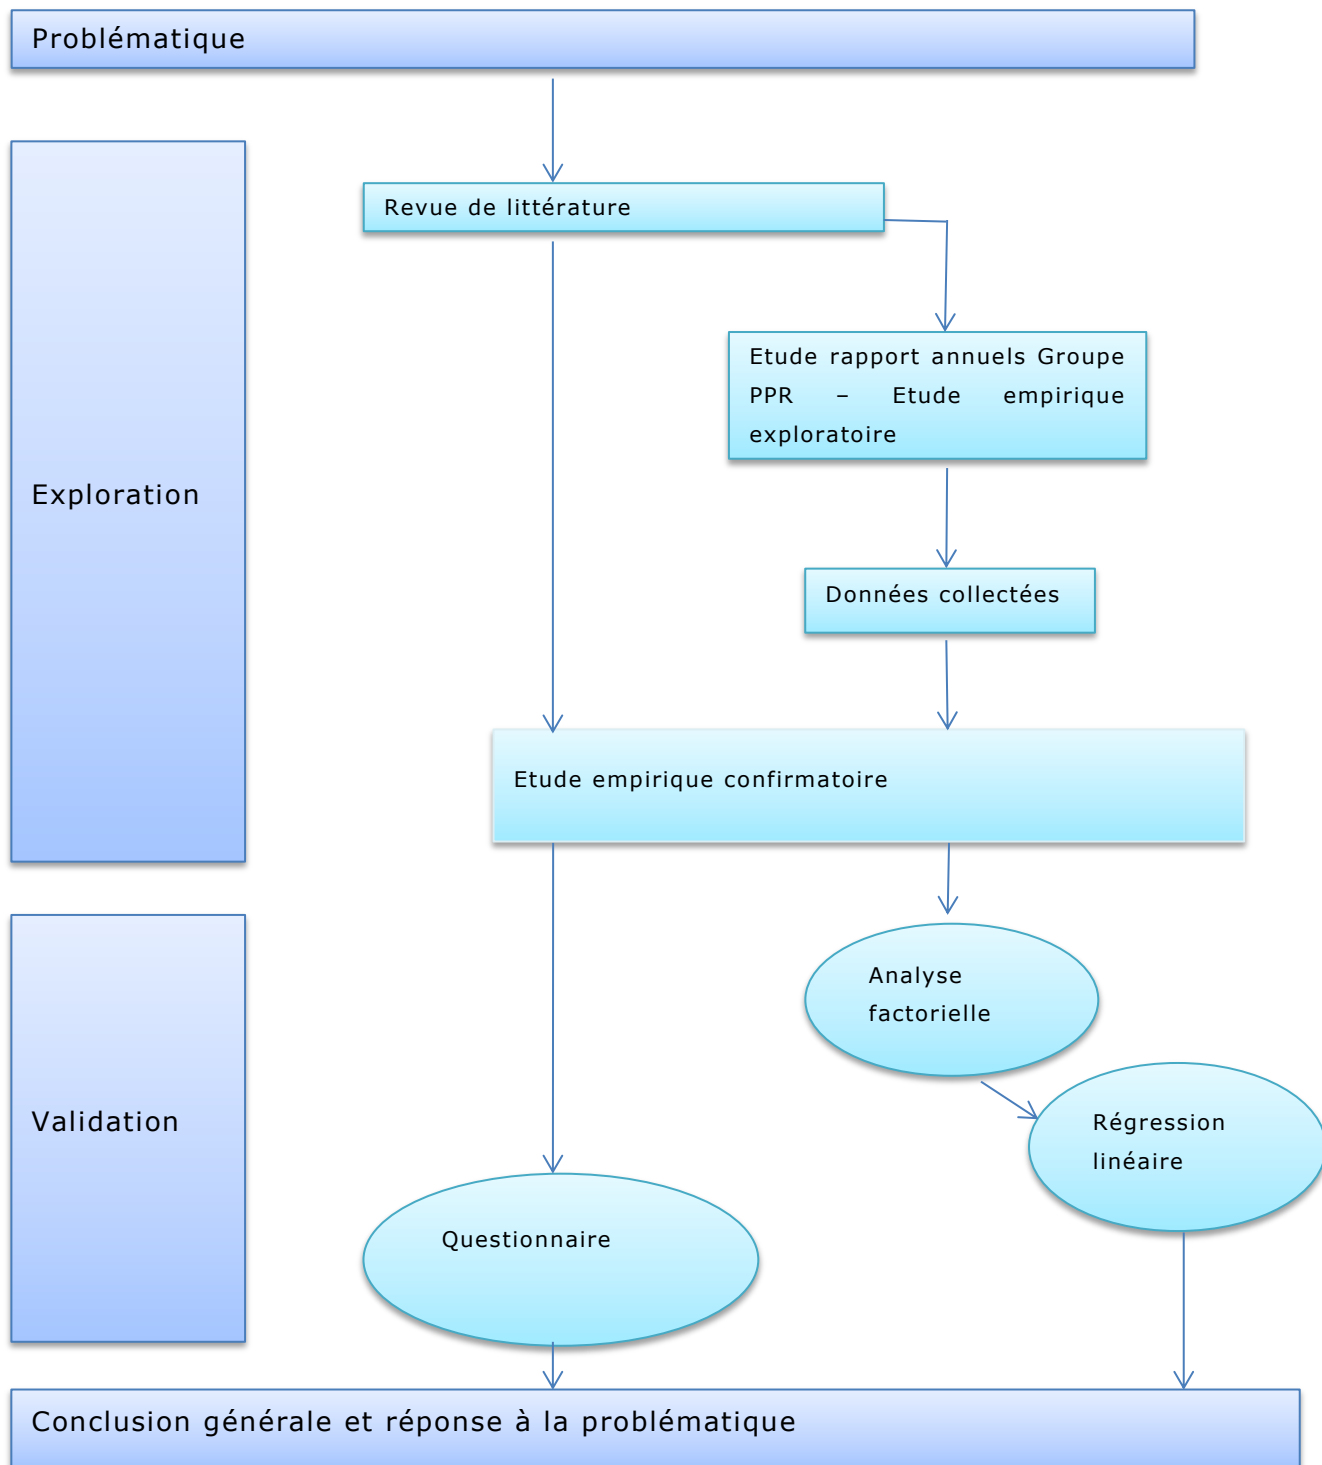 Problématique
Revue de littérature
Etude rapport annuels Groupe
PPR – Etude empirique
exploratoire
Exploration
Données collectées
Etude empirique confirmatoire
Analyse
factorielle
Validation
Régression
linéaire
Questionnaire
Conclusion générale et réponse à la problématique